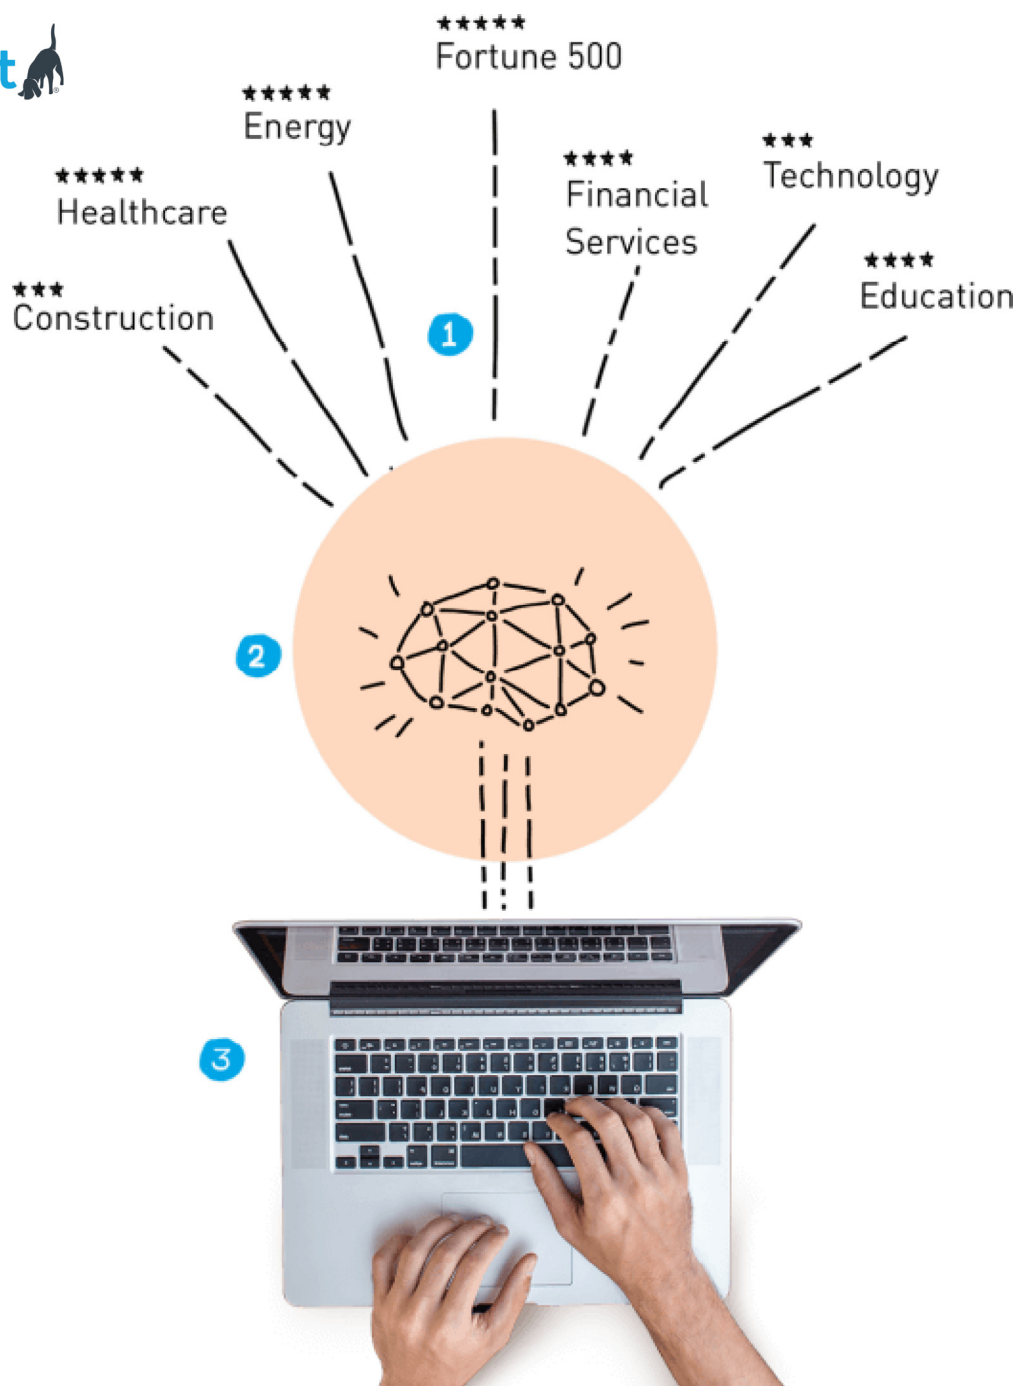 t
®
★★★★★
Fortune 500
★★★★★
Energy
★★★★★
Healthcare
★★★
Construction
★★★★
Financial
Services
★★★
Technology
★★★★
Education
1
2
3